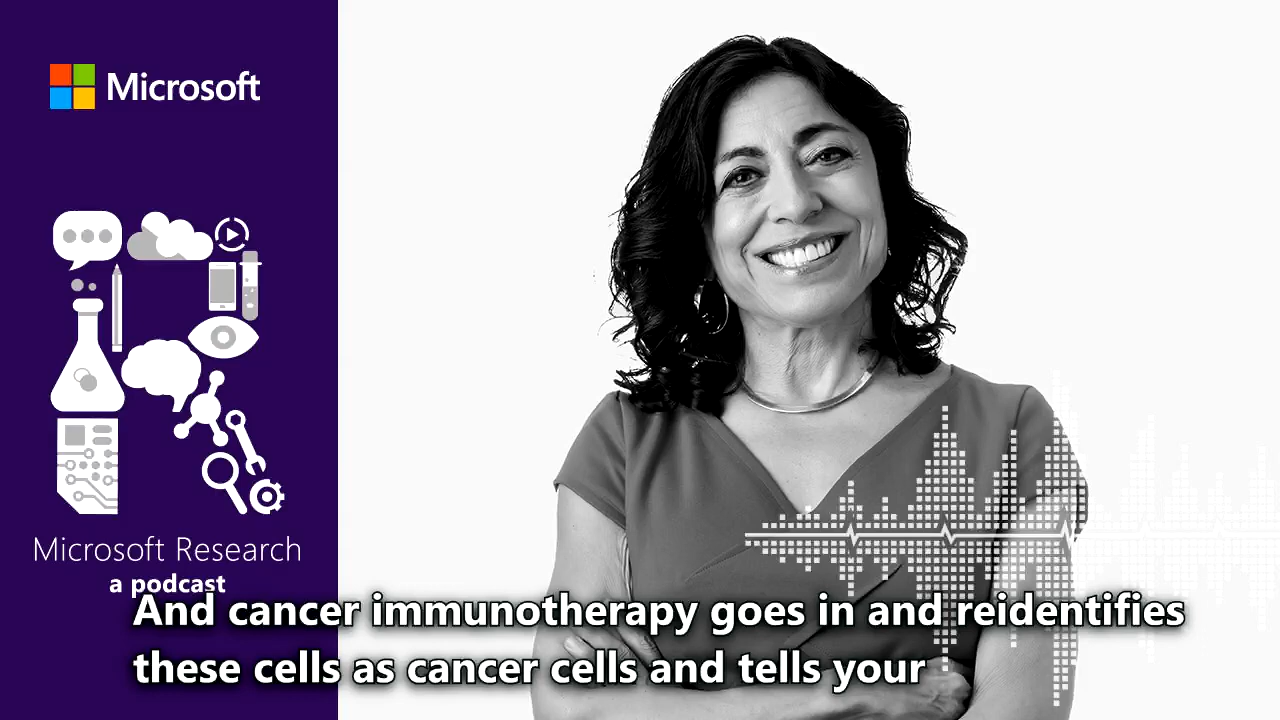 Microsoft
Microsoft Research
a podcast
And cancer immunotherapy goes in and reidentifies
these cells as cancer cells and tells your